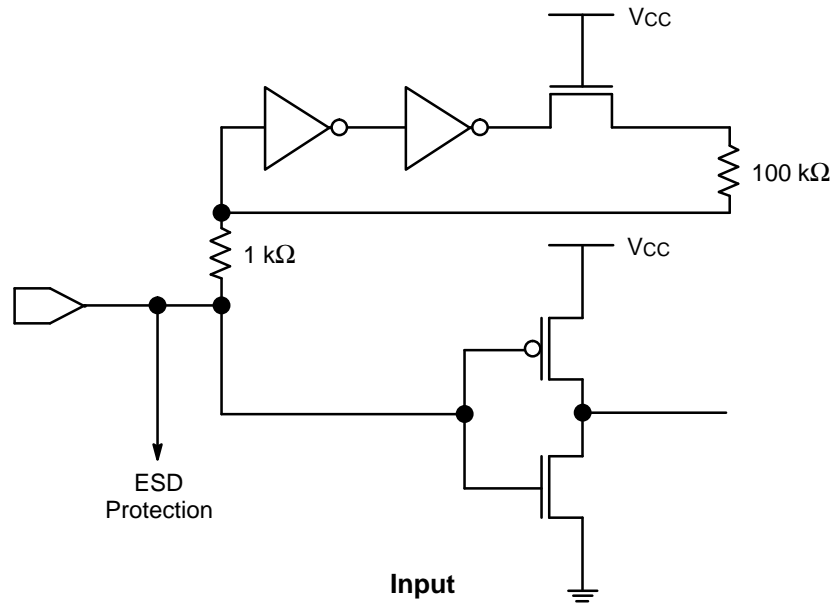 VCC
100 kΩ
1 kΩ
VCC
ESD
Protection
Input